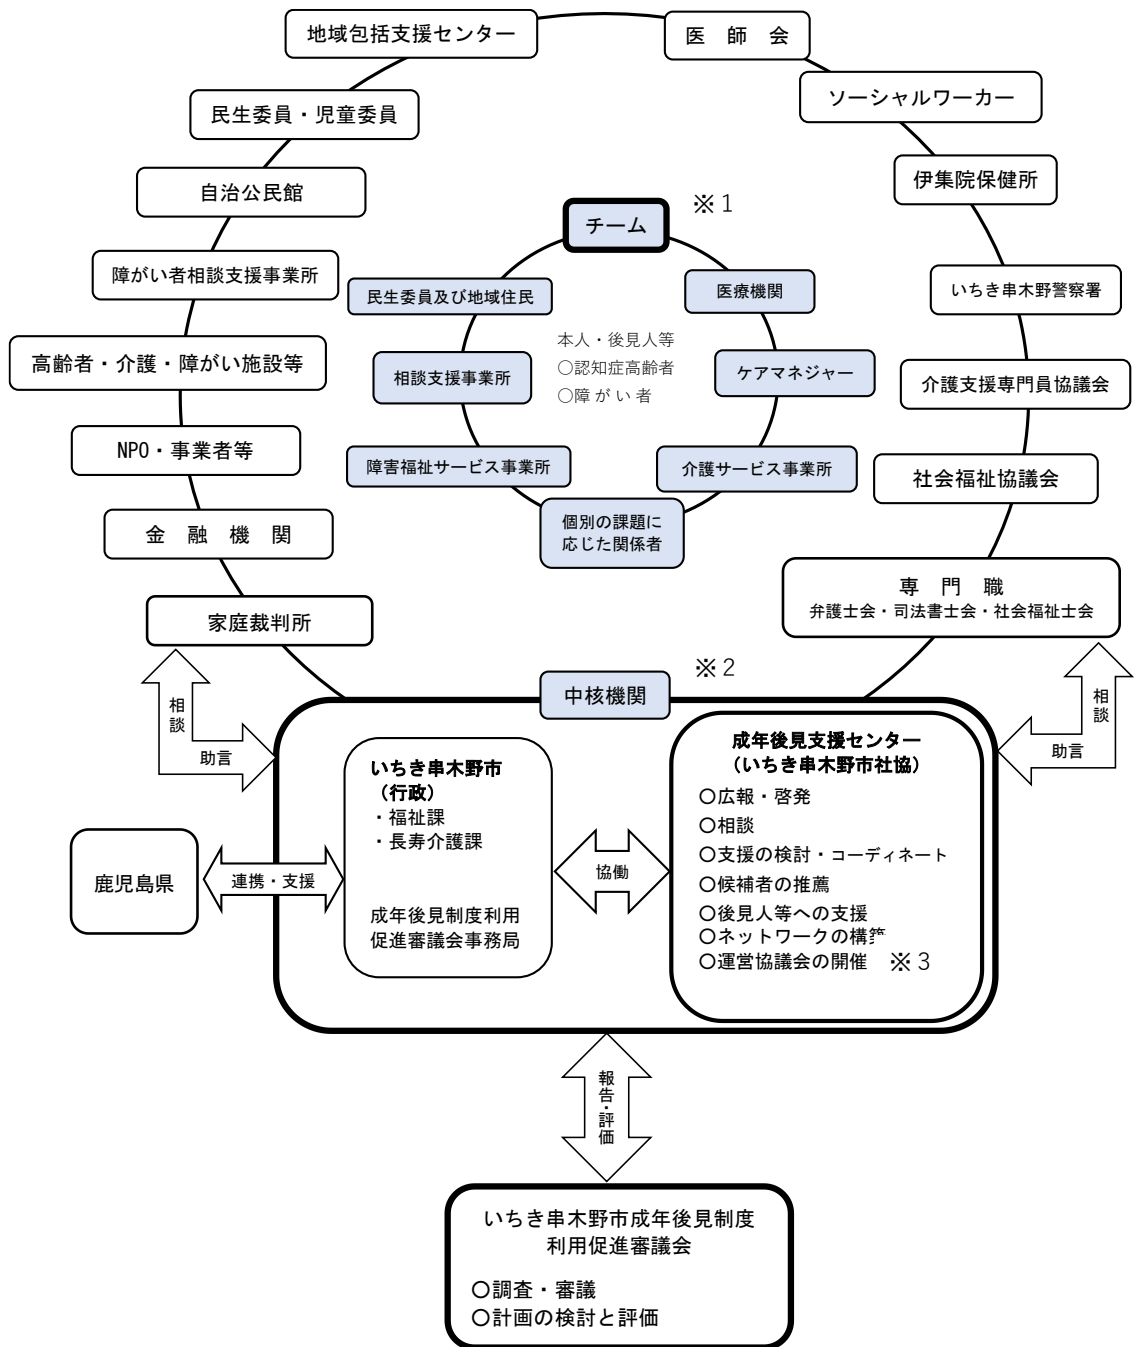 地域包括支援センター
医 師 会
ソーシャルワーカー
民生委員・児童委員
伊集院保健所
自治公民館
チーム
※1
障がい者相談支援事業所
民生委員及び地域住民
医療機関
いちき串木野警察署
本人・後見人等
〇認知症高齢者
〇障 が い 者
高齢者・介護・障がい施設等
相談支援事業所
ケアマネジャー
介護支援専門員協議会
NPO・事業者等
障害福祉サービス事業所
介護サービス事業所
社会福祉協議会
金 融 機 関
個別の課題に
応じた関係者
専 門 職
弁護士会・司法書士会・社会福祉士会
家庭裁判所
中核機関
※2
相談
助言
相談
助言
いちき串木野市
（行政）
・福祉課
・長寿介護課
成年後見制度利用
促進審議会事務局
成年後見支援センター
（いちき串木野市社協）
〇広報・啓発
〇相談
〇支援の検討・コーディネート
〇候補者の推薦
〇後見人等への支援
〇ネットワークの構築
〇運営協議会の開催 ※3
協働
鹿児島県
連携・支援
報告・評価
いちき串木野市成年後見制度
利用促進審議会
〇調査・審議
〇計画の検討と評価